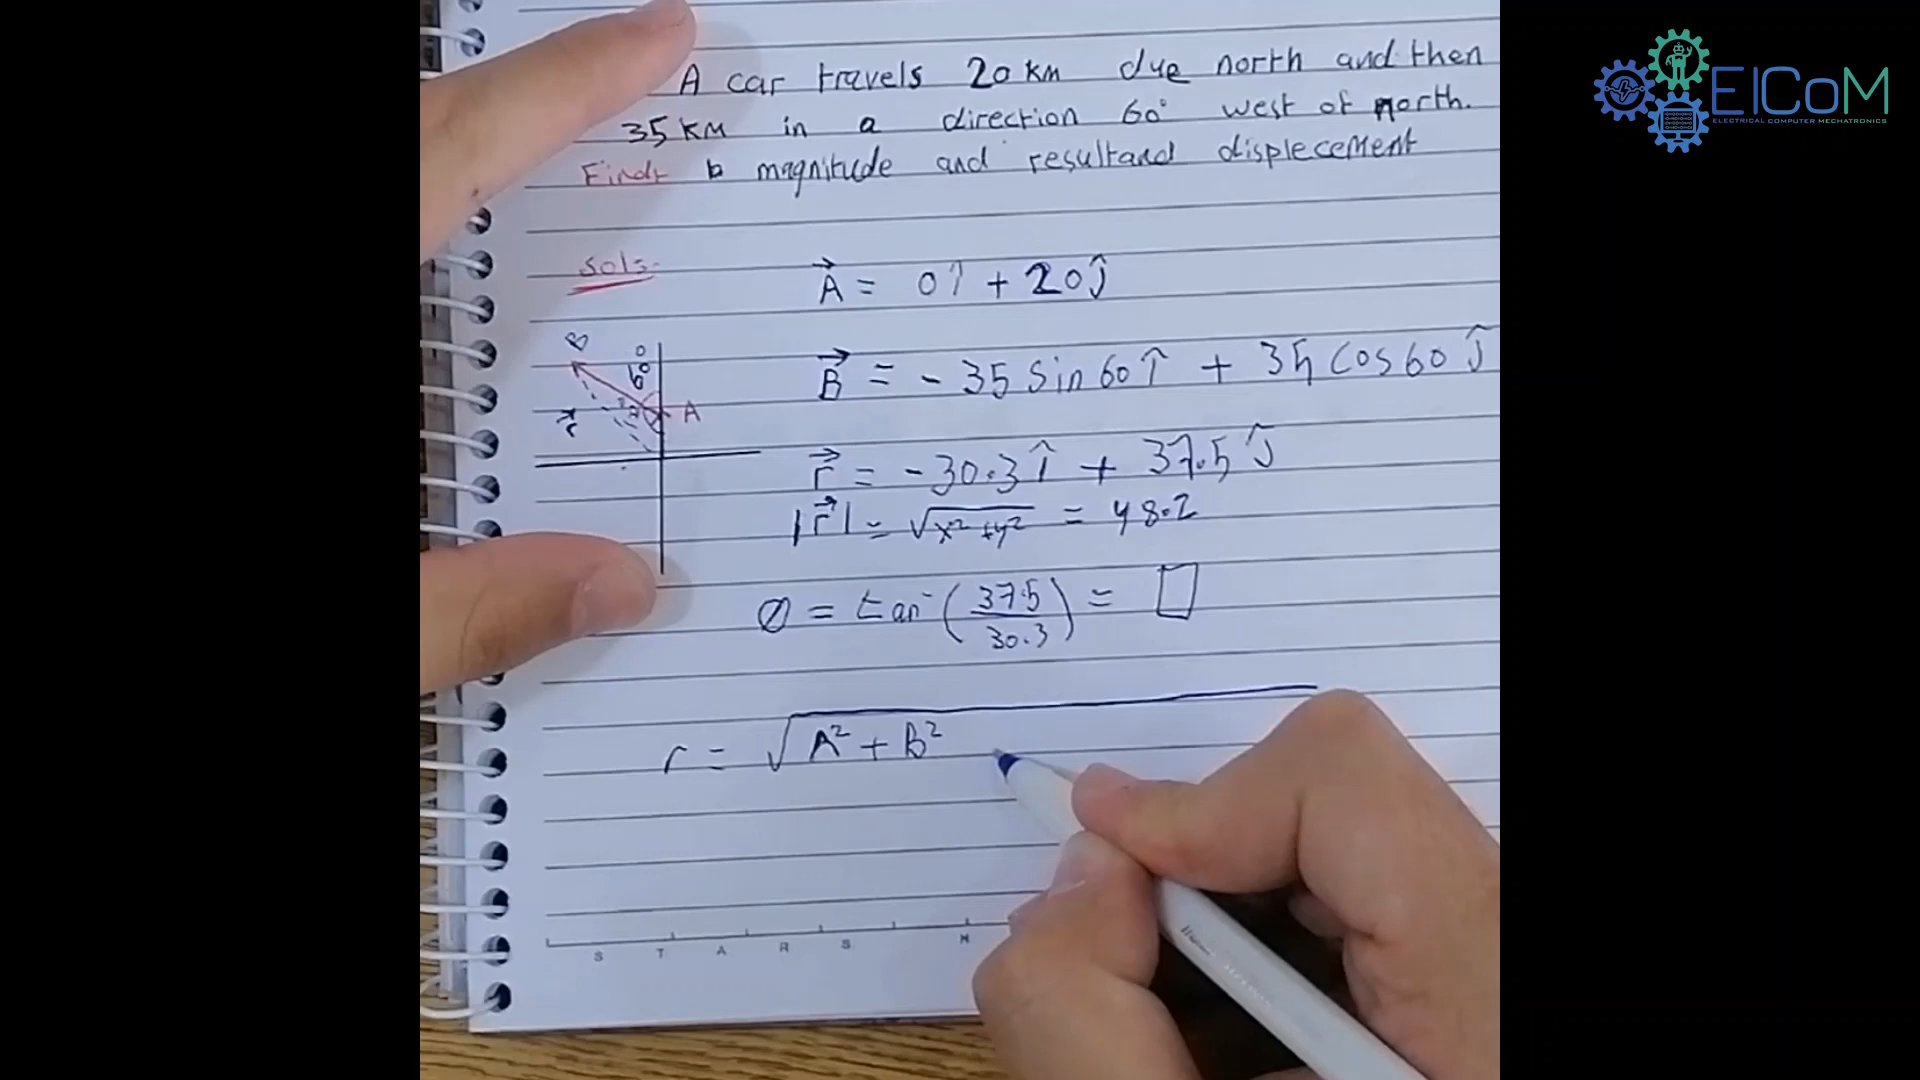 EICoM
ELECTRICAL COMPUTER MECHATRONICS
A car travels 20 km due north and then
35 KM in a direction 60° west of north.
magnitude and resultand displecement
sols.
A = 0î + 20ĵ
B
60
A
B = - 35 sin 60 î + 35 cos 60 ĵ
r
r = - 30.3 î + 37.5 ĵ
|r| = √x² + y² = 48.2
Ø = tan⁻ (37.5 / 30.3) = □
r = √A² + B²
S T A R S